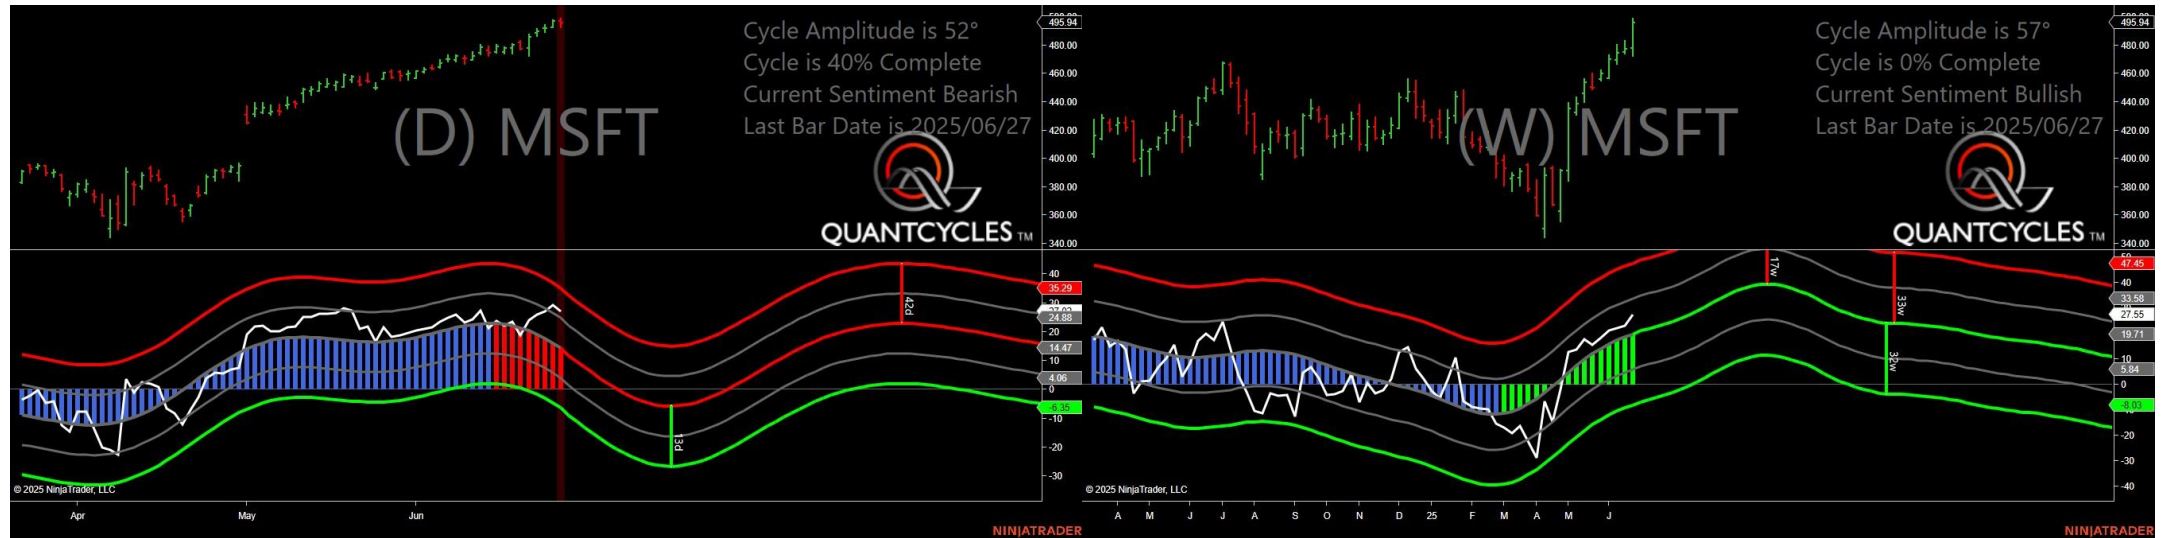 Cycle Amplitude is 52°
Cycle is 40% Complete
Current Sentiment Bearish
Last Bar Date is 2025/06/27
(D) MSFT
QUANTCYCLES TM
495.94
480.00
460.00
440.00
420.00
400.00
380.00
360.00
340.00
40
35.29
30
24.88
20
14.47
10
4.06
0
-6.35
-10
-20
-30
42d
13d
© 2025 NinjaTrader, LLC
Apr May Jun
NINJATRADER
Cycle Amplitude is 57°
Cycle is 0% Complete
Current Sentiment Bullish
Last Bar Date is 2025/06/27
(W) MSFT
QUANTCYCLES TM
495.94
480.00
460.00
440.00
420.00
400.00
380.00
360.00
340.00
47.45
40
33.58
27.55
19.71
10
5.84
0
-8.03
-20
-30
-40
17w
33w
32w
© 2025 NinjaTrader, LLC
A M J J A S O N D 25 F M A M J
NINJATRADER